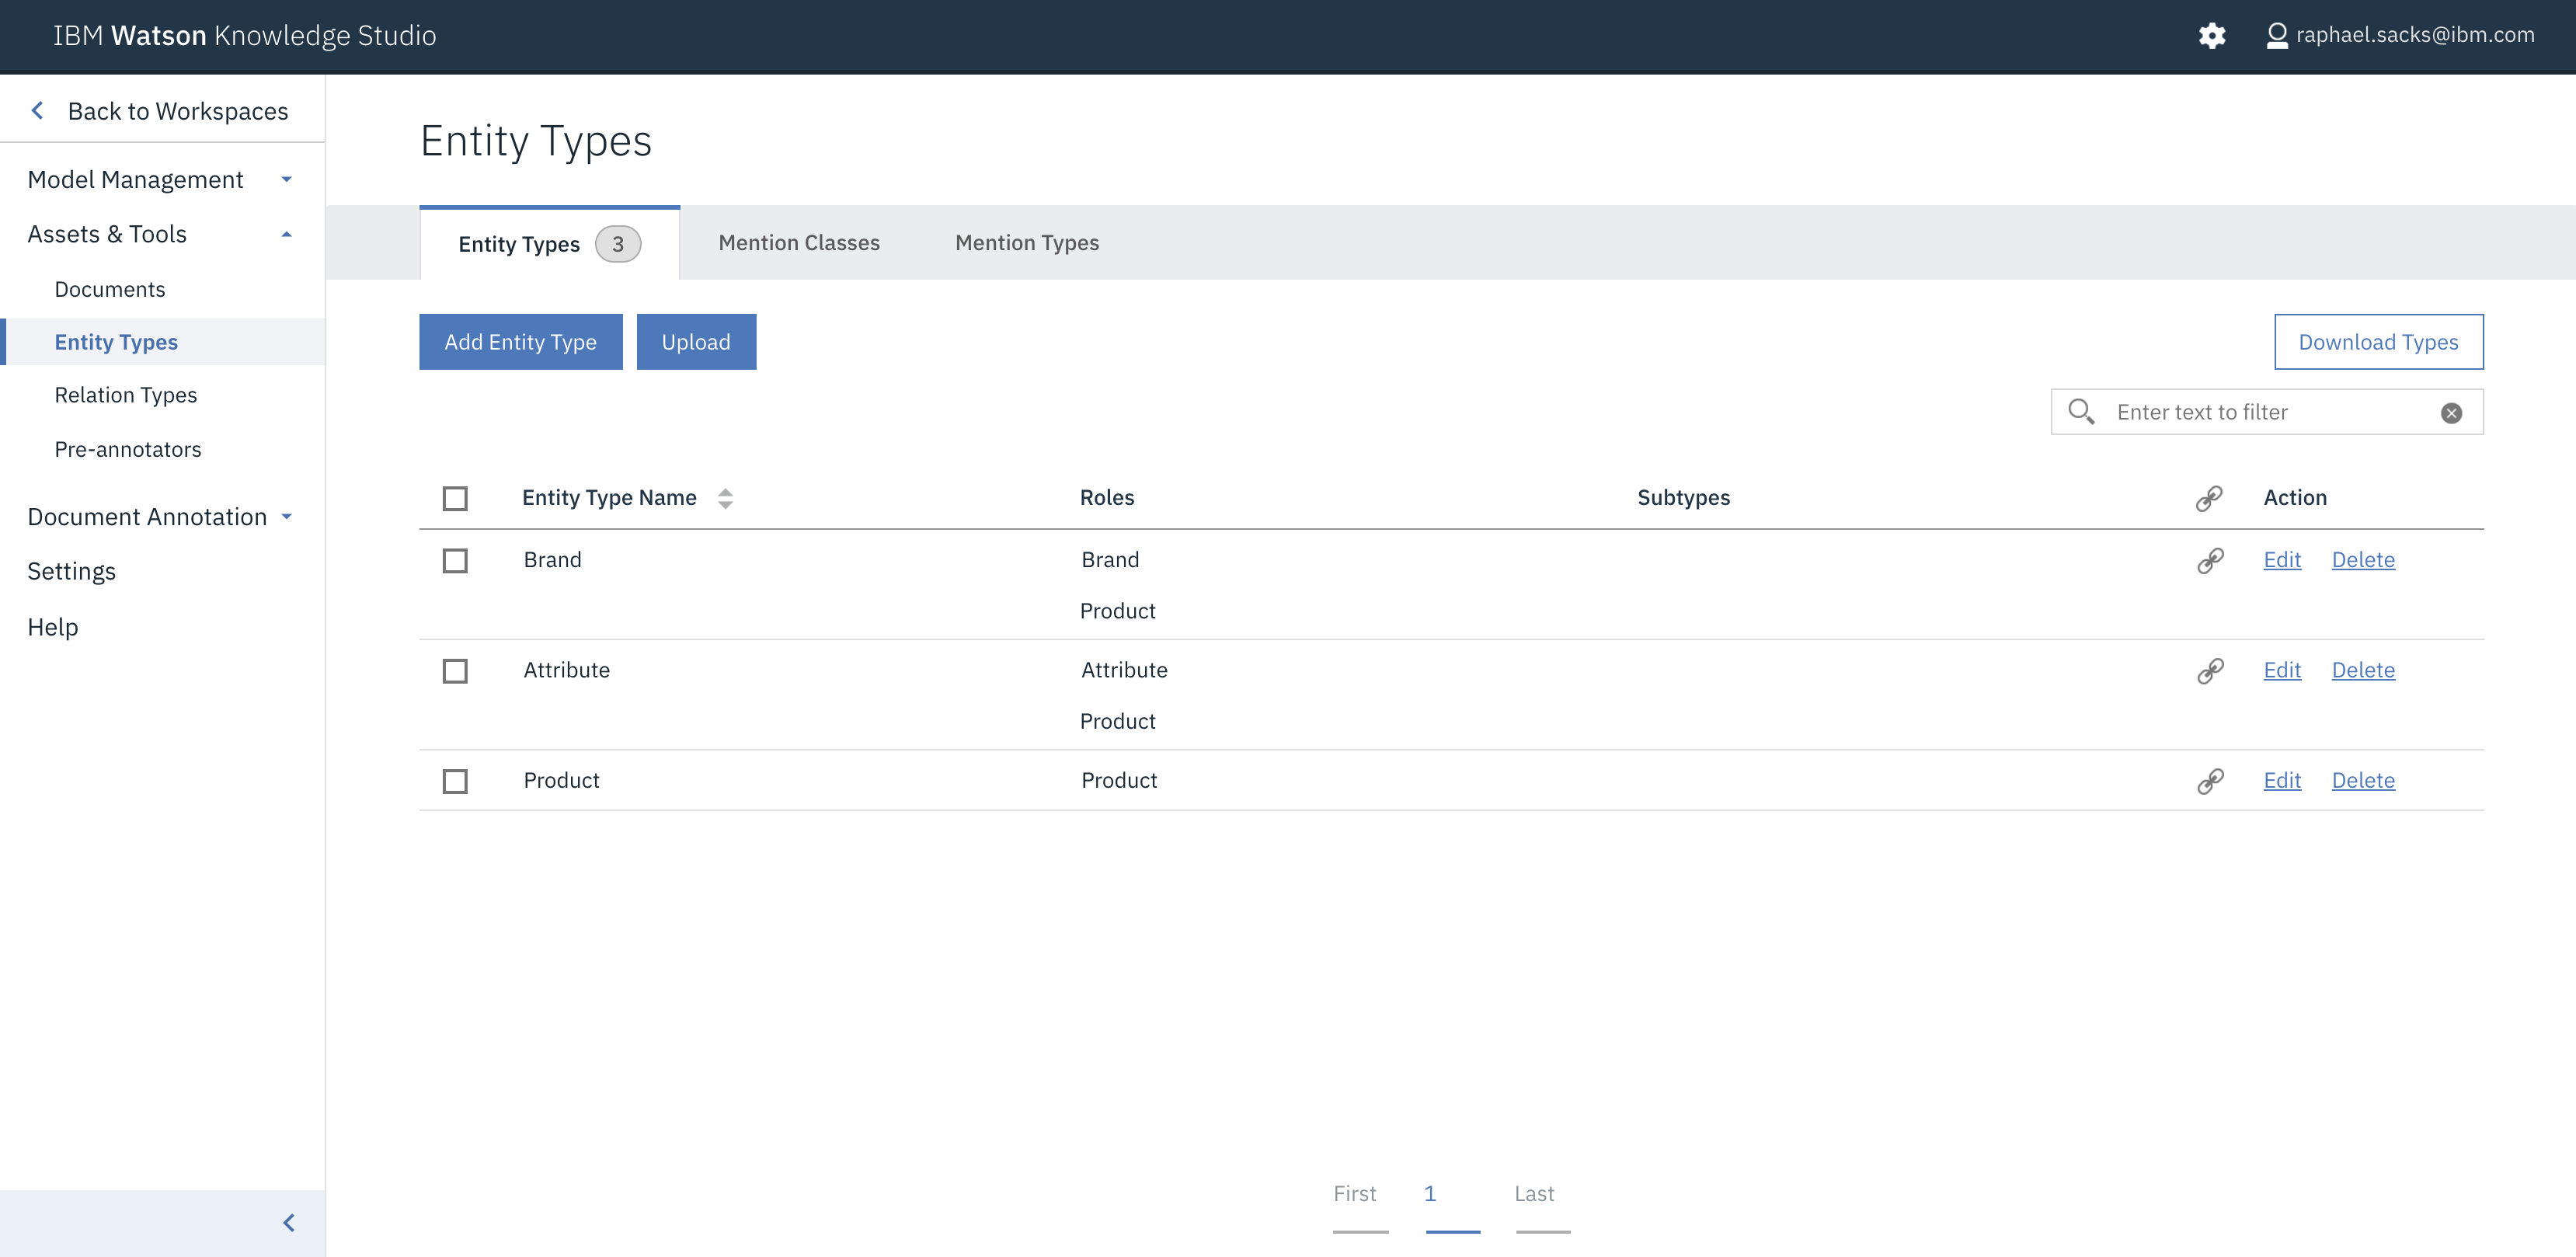 IBM Watson Knowledge Studio
raphael.sacks@ibm.com
Back to Workspaces
Model Management
Assets & Tools
Documents
Entity Types
Relation Types
Pre-annotators
Document Annotation
Settings
Help
Entity Types
Entity Types 3 Mention Classes Mention Types
Add Entity Type Upload Download Types
Enter text to filter
Entity Type Name Roles Subtypes Action
Brand Brand Edit Delete
Product
Attribute Attribute Edit Delete
Product
Product Product Edit Delete
First 1 Last